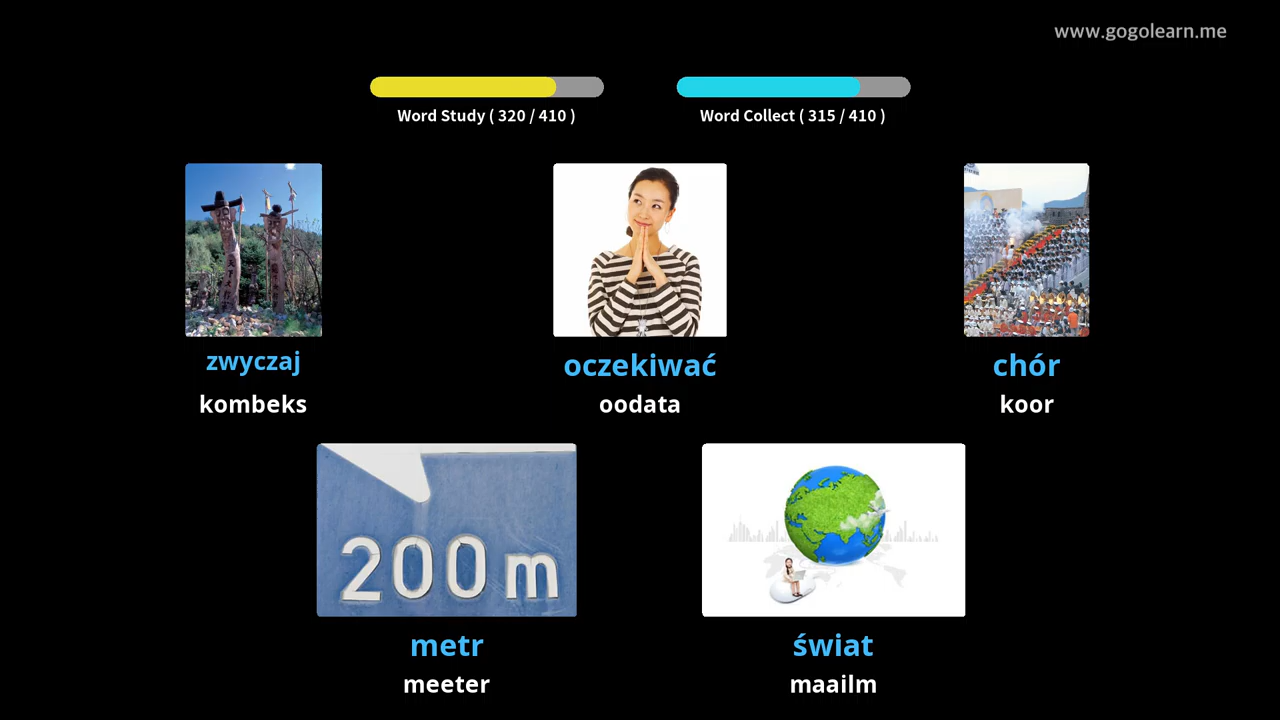 www.gogolearn.me
Word Study ( 320 / 410 )
Word Collect ( 315 / 410 )
zwyczaj
kombeks
oczekiwać
oodata
chór
koor
200 m
metr
meeter
świat
maailm